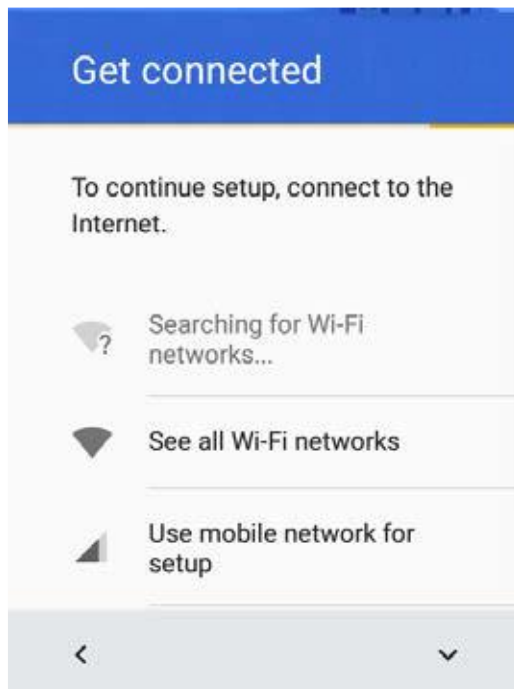 Get connected
To continue setup, connect to the
Internet.
Searching for Wi-Fi
networks...
See all Wi-Fi networks
Use mobile network for
setup